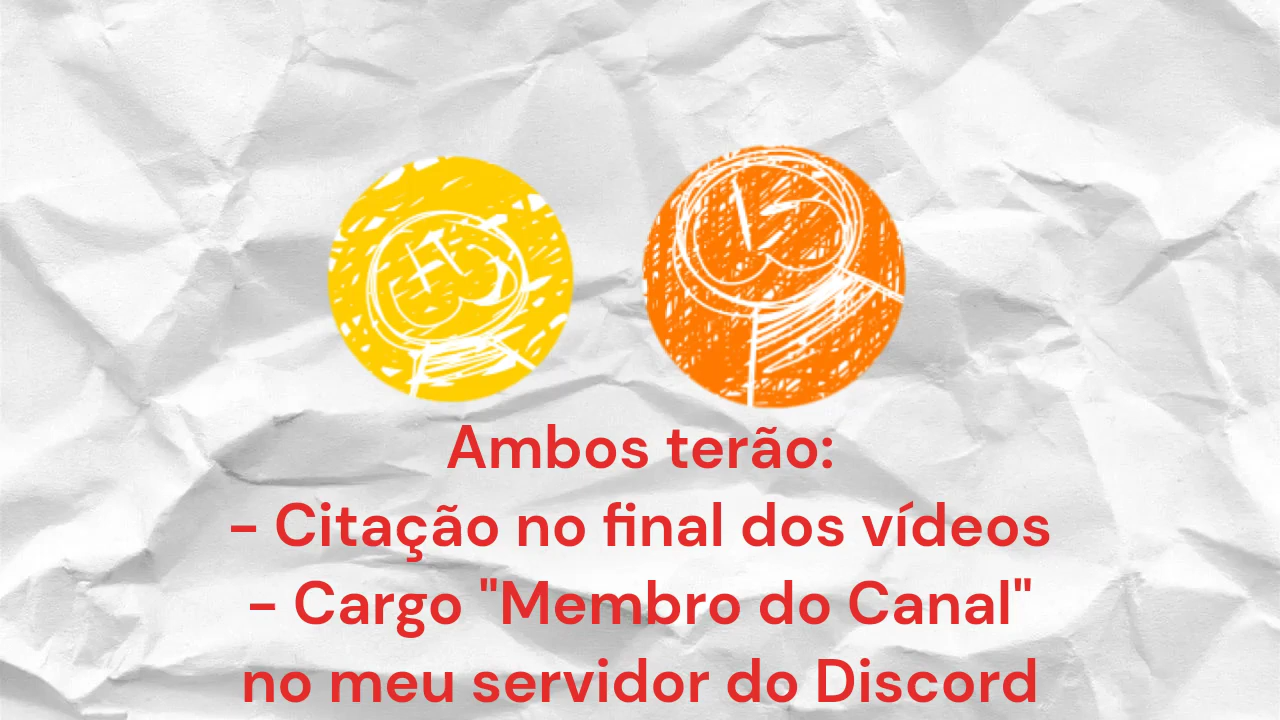 Ambos terão:
- Citação no final dos vídeos
- Cargo "Membro do Canal"
no meu servidor do Discord